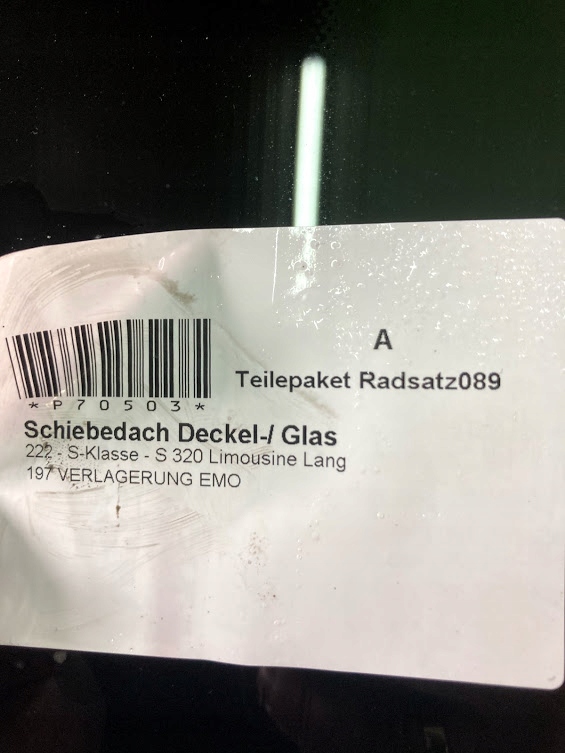 A
Teilepaket Radsatz089
*P70503*
Schiebedach Deckel-/ Glas
222 - S-Klasse - S 320 Limousine Lang
197 VERLAGERUNG EMO